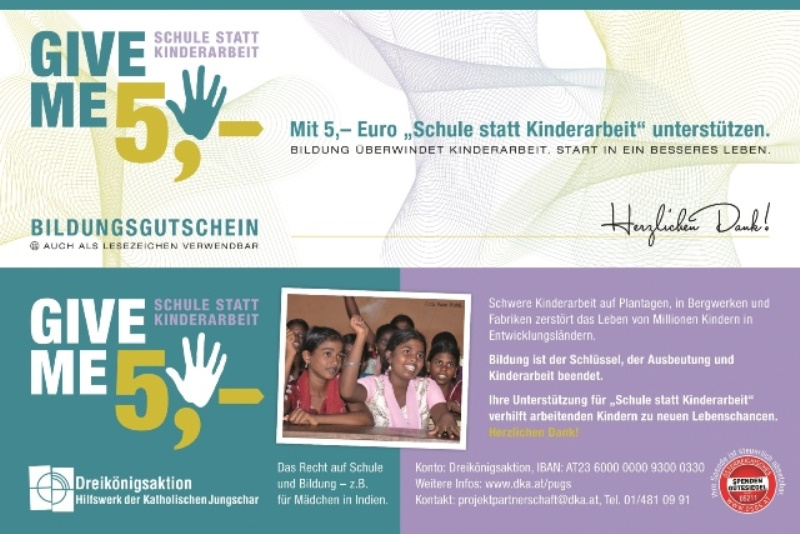 GIVE
ME 5,–
SCHULE STATT
KINDERARBEIT
Mit 5,– Euro „Schule statt Kinderarbeit“ unterstützen.
BILDUNG ÜBERWINDET KINDERARBEIT. START IN EIN BESSERES LEBEN.
BILDUNGSGUTSCHEIN
@ AUCH ALS LESEZEICHEN VERWENDBAR
Herzlichen Dank!
GIVE
ME 5,–
SCHULE STATT
KINDERARBEIT
Schwere Kinderarbeit auf Plantagen, in Bergwerken und
Fabriken zerstört das Leben von Millionen Kindern in
Entwicklungsländern.
Bildung ist der Schlüssel, der Ausbeutung und
Kinderarbeit beendet.
Ihre Unterstützung für „Schule statt Kinderarbeit“
verhilft arbeitenden Kindern zu neuen Lebenschancen.
Herzlichen Dank!
Dreikönigsaktion
Hilfswerk der Katholischen Jungschar
Das Recht auf Schule
und Bildung – z.B.
für Mädchen in Indien.
Konto: Dreikönigsaktion, IBAN: AT23 6000 0000 9300 0330
Weitere Infos: www.dka.at/pugs
Kontakt: projektpartnerschaft@dka.at, Tel. 01/481 09 91
Ihre Spende ist steuerlich absetzbar
ÖSTERREICHISCHES
SPENDEN
GÜTESIEGEL
05211
www.osgs.at